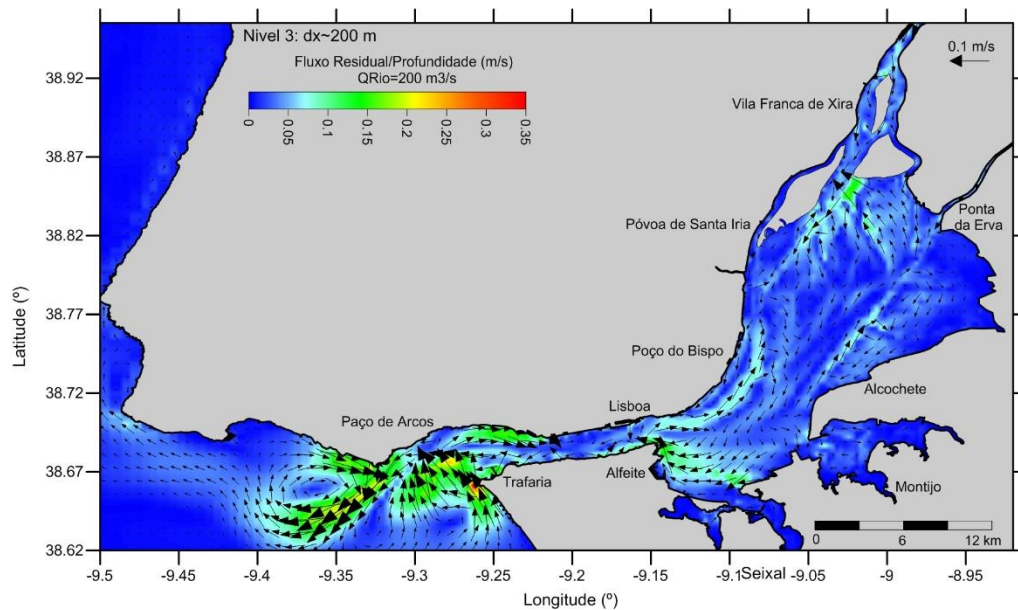 Nivel 3: dx~200 m
Fluxo Residual/Profundidade (m/s)
QRio=200 m3/s
0 0.05 0.1 0.15 0.2 0.25 0.3 0.35
0.1 m/s
Vila Franca de Xira
Póvoa de Santa Iria
Ponta
da Erva
Poço do Bispo
Alcochete
Lisboa
Paço de Arcos
Trafaria
Alfeite
Montijo
0 6 12 km
Seixal
38.92
38.87
38.82
38.77
38.72
38.67
38.62
Latitude (º)
-9.5 -9.45 -9.4 -9.35 -9.3 -9.25 -9.2 -9.15 -9.1 -9.05 -9 -8.95
Longitude (º)